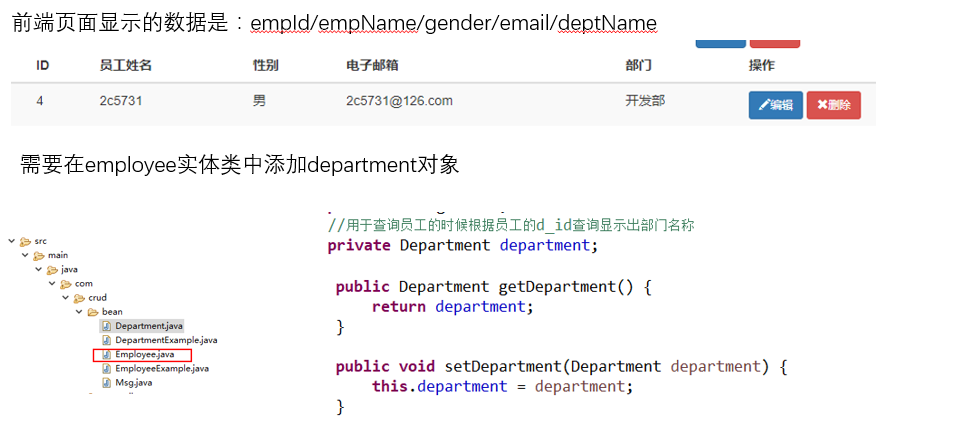 前端页面显示的数据是：empId/empName/gender/email/deptName
ID 员工姓名 性别 电子邮箱 部门 操作
4 2c5731 男 2c5731@126.com 开发部 编辑 删除
需要在employee实体类中添加department对象
src
main
java
com
crud
bean
Department.java
DepartmentExample.java
Employee.java
EmployeeExample.java
Msg.java
//用于查询员工的时候根据员工的d_id查询显示出部门名称
private Department department;
public Department getDepartment() {
return department;
}
public void setDepartment(Department department) {
this.department = department;
}